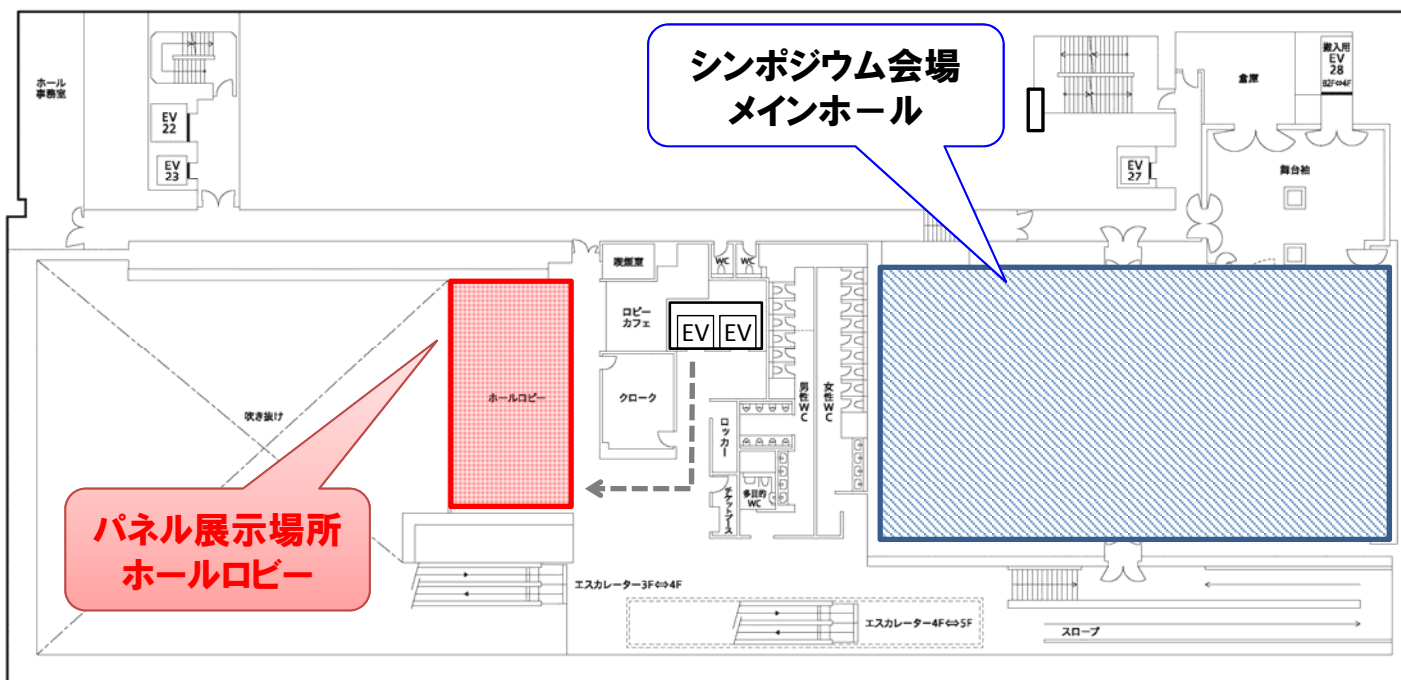 シンポジウム会場
メインホール
ホール
事務室
EV
22
EV
23
EV
27
倉庫
搬入用
EV
28
B2F⇔4F
舞台袖
喫煙室
WC
WC
ロビー
カフェ
EV
EV
ホールロビー
クローク
男性WC
女性WC
吹き抜け
ロッカー
チケットブース
多目的
WC
パネル展示場所
ホールロビー
エスカレーター3F⇔4F
エスカレーター4F⇔5F
スロープ